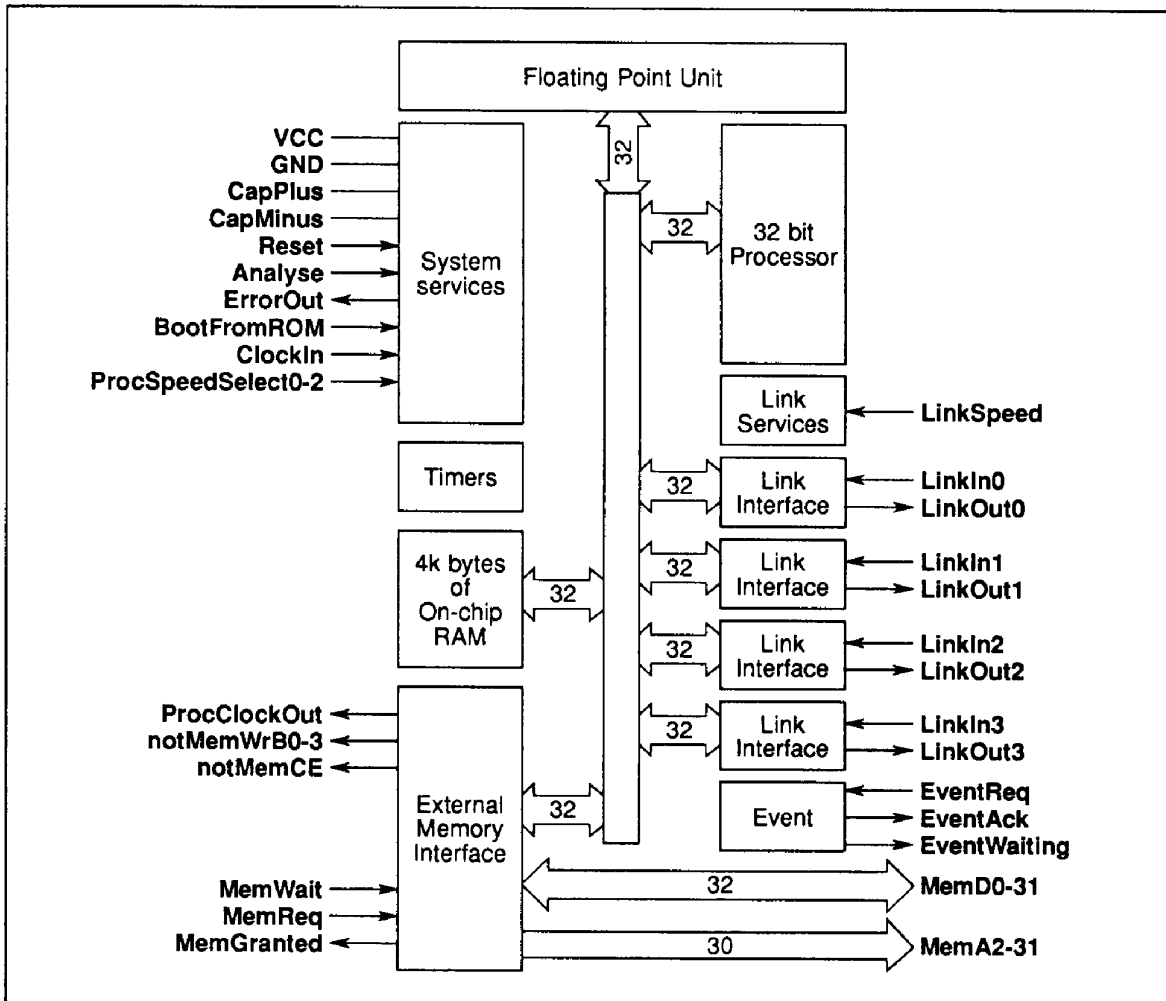 Floating Point Unit
32
VCC
GND
CapPlus
CapMinus
Reset
Analyse
ErrorOut
BootFromROM
ClockIn
ProcSpeedSelect0-2
System
services
32
32 bit
Processor
Link
Services
LinkSpeed
Timers
32
Link
Interface
LinkIn0
LinkOut0
4k bytes
of
On-chip
RAM
32
32
Link
Interface
LinkIn1
LinkOut1
32
Link
Interface
LinkIn2
LinkOut2
32
Link
Interface
LinkIn3
LinkOut3
ProcClockOut
notMemWrB0-3
notMemCE
External
Memory
Interface
32
Event
EventReq
EventAck
EventWaiting
MemWait
MemReq
MemGranted
32
MemD0-31
30
MemA2-31